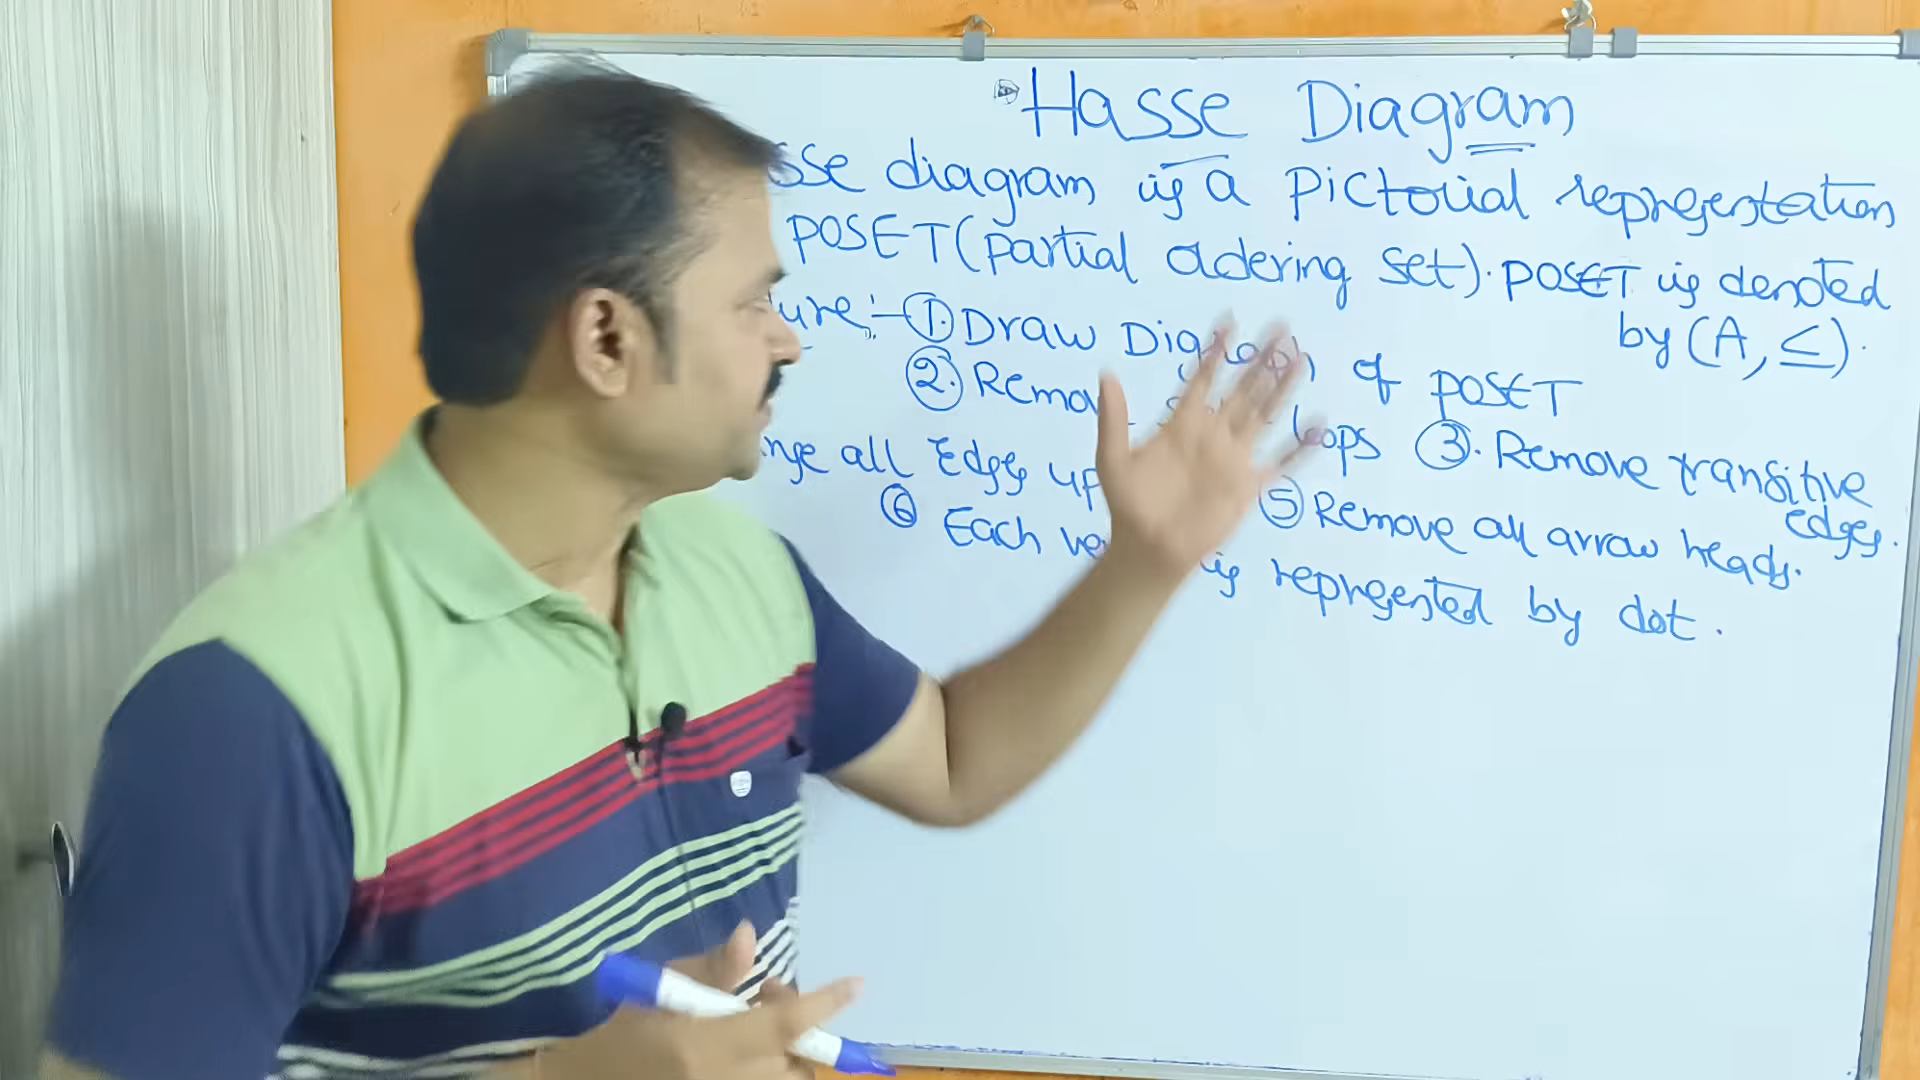 Hasse Diagram
sse diagram is a Pictorial representation
POSET (partial ordering set). POSET is denoted
by (A, ≤).
ure :- ① Draw Digraph of POSET
② Remov loops ③. Remove transitive
edges.
nge all Edges up ⑤ Remove all arrow heads.
⑥ Each ve is represented by dot.